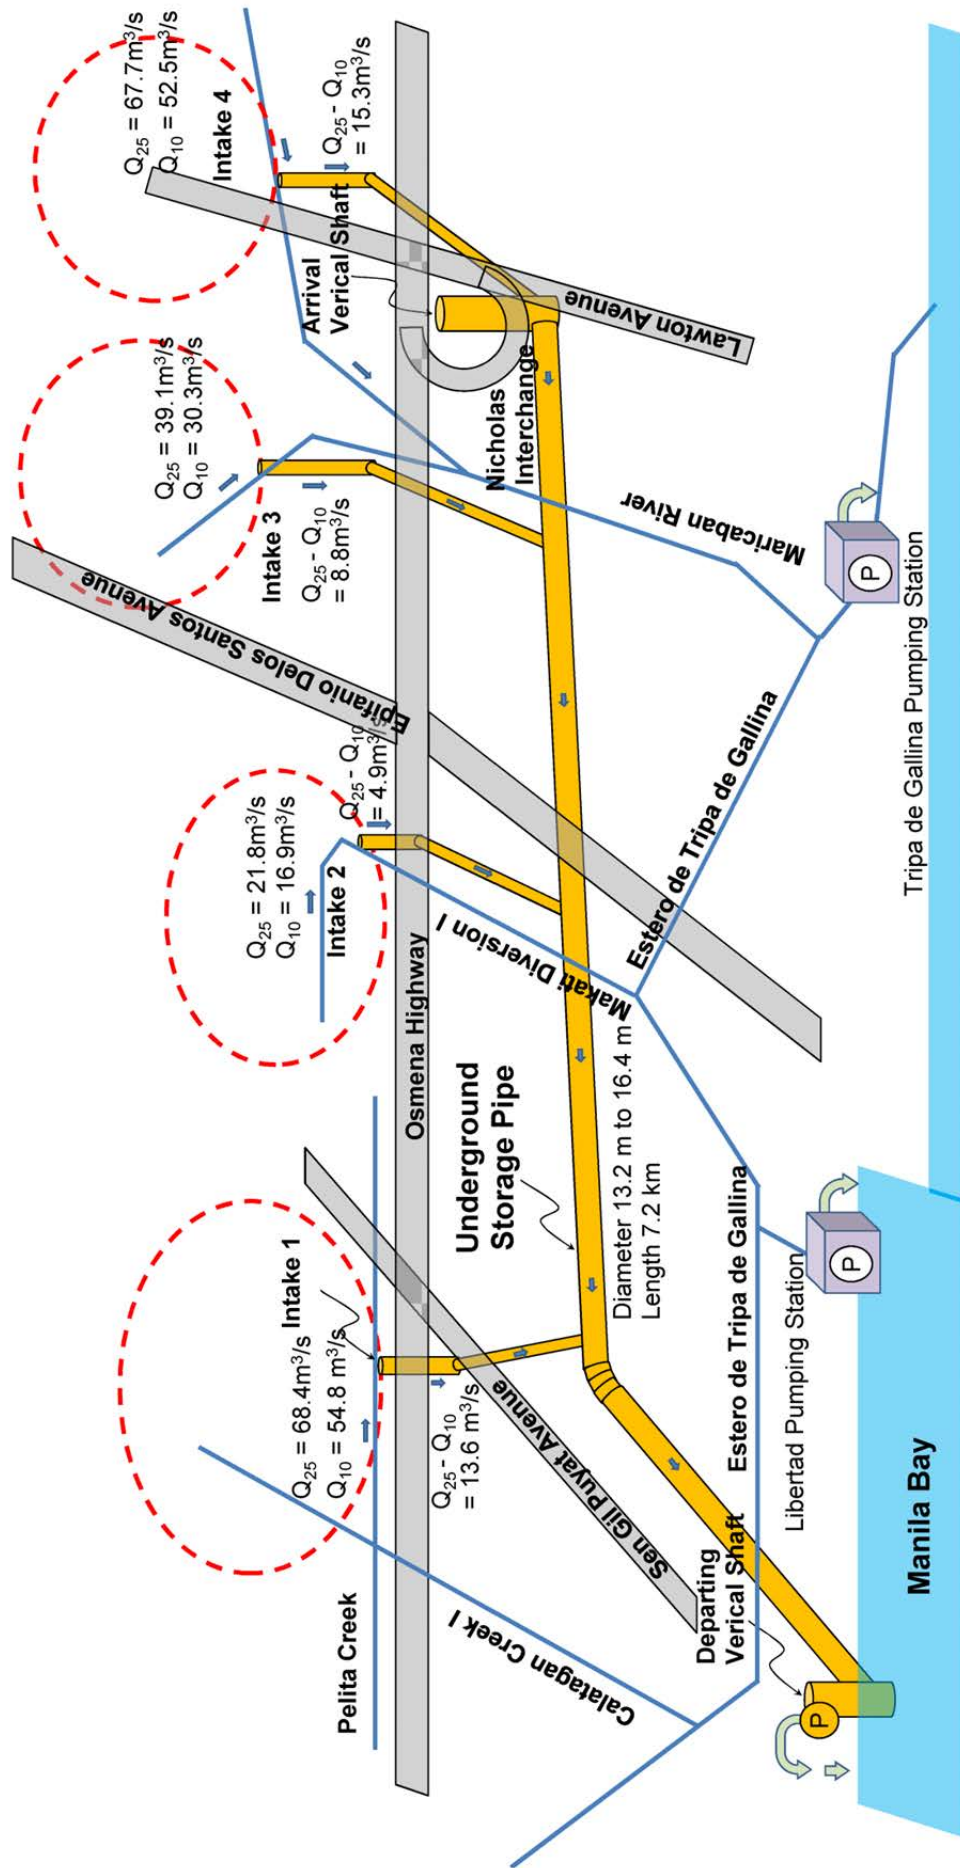 Q25 = 68.4m³/s
Q10 = 54.8 m³/s
Intake 1
Q25 - Q10
= 13.6 m³/s
Q25 = 21.8m³/s
Q10 = 16.9m³/s
Intake 2
Q25 - Q10
= 4.9m³/s
Q25 = 39.1m³/s
Q10 = 30.3m³/s
Intake 3
Q25 - Q10
= 8.8m³/s
Q25 = 67.7m³/s
Q10 = 52.5m³/s
Intake 4
Q25 - Q10
= 15.3m³/s
Arrival
Verical Shaft
Pelita Creek
Calatagan Creek I
Osmena Highway
Sen Gil Puyat Avenue
Epifanio Delos Santos Avenue
Makati Diversion I
Lawton Avenue
Nicholas
Interchange
Maricaban River
Underground
Storage Pipe
Diameter 13.2 m to 16.4 m
Length 7.2 km
Estero de Tripa de Gallina
Estero de Tripa de Gallina
Departing
Verical Shaft
P
Libertad Pumping Station
P
Tripa de Gallina Pumping Station
P
Manila Bay